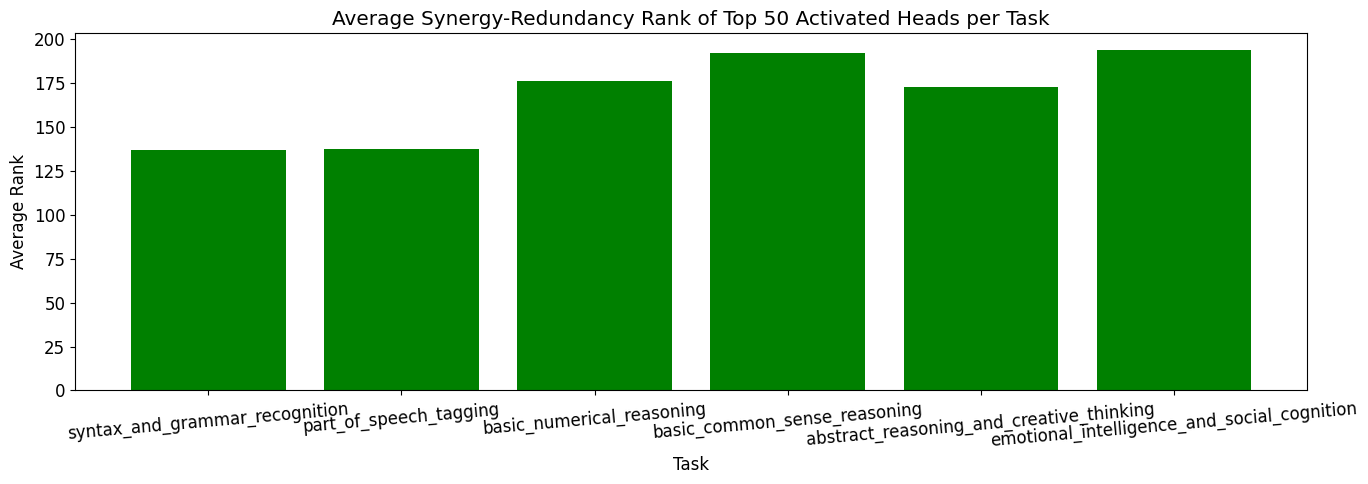 Average Synergy-Redundancy Rank of Top 50 Activated Heads per Task
Average Rank
200
175
150
125
100
75
50
25
0
syntax_and_grammar_recognition
part_of_speech_tagging
basic_numerical_reasoning
basic_common_sense_reasoning
abstract_reasoning_and_creative_thinking
emotional_intelligence_and_social_cognition
Task